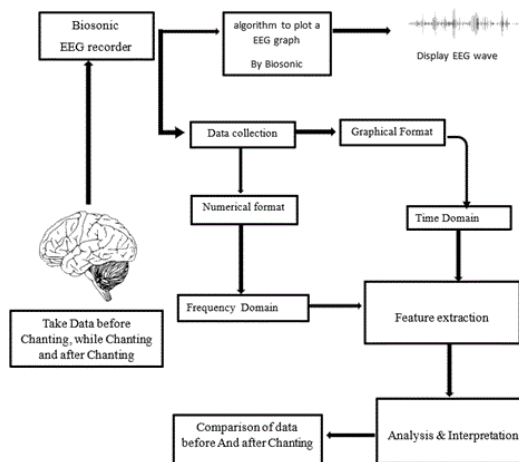 Biosonic
EEG recorder
algorithm to plot a
EEG graph
By Biosonic
Display EEG wave
Data collection
Graphical Format
Numerical format
Time Domain
Frequency Domain
Feature extraction
Take Data before
Chanting, while Chanting
and after Chanting
Analysis & Interpretation
Comparison of data
before And after Chanting